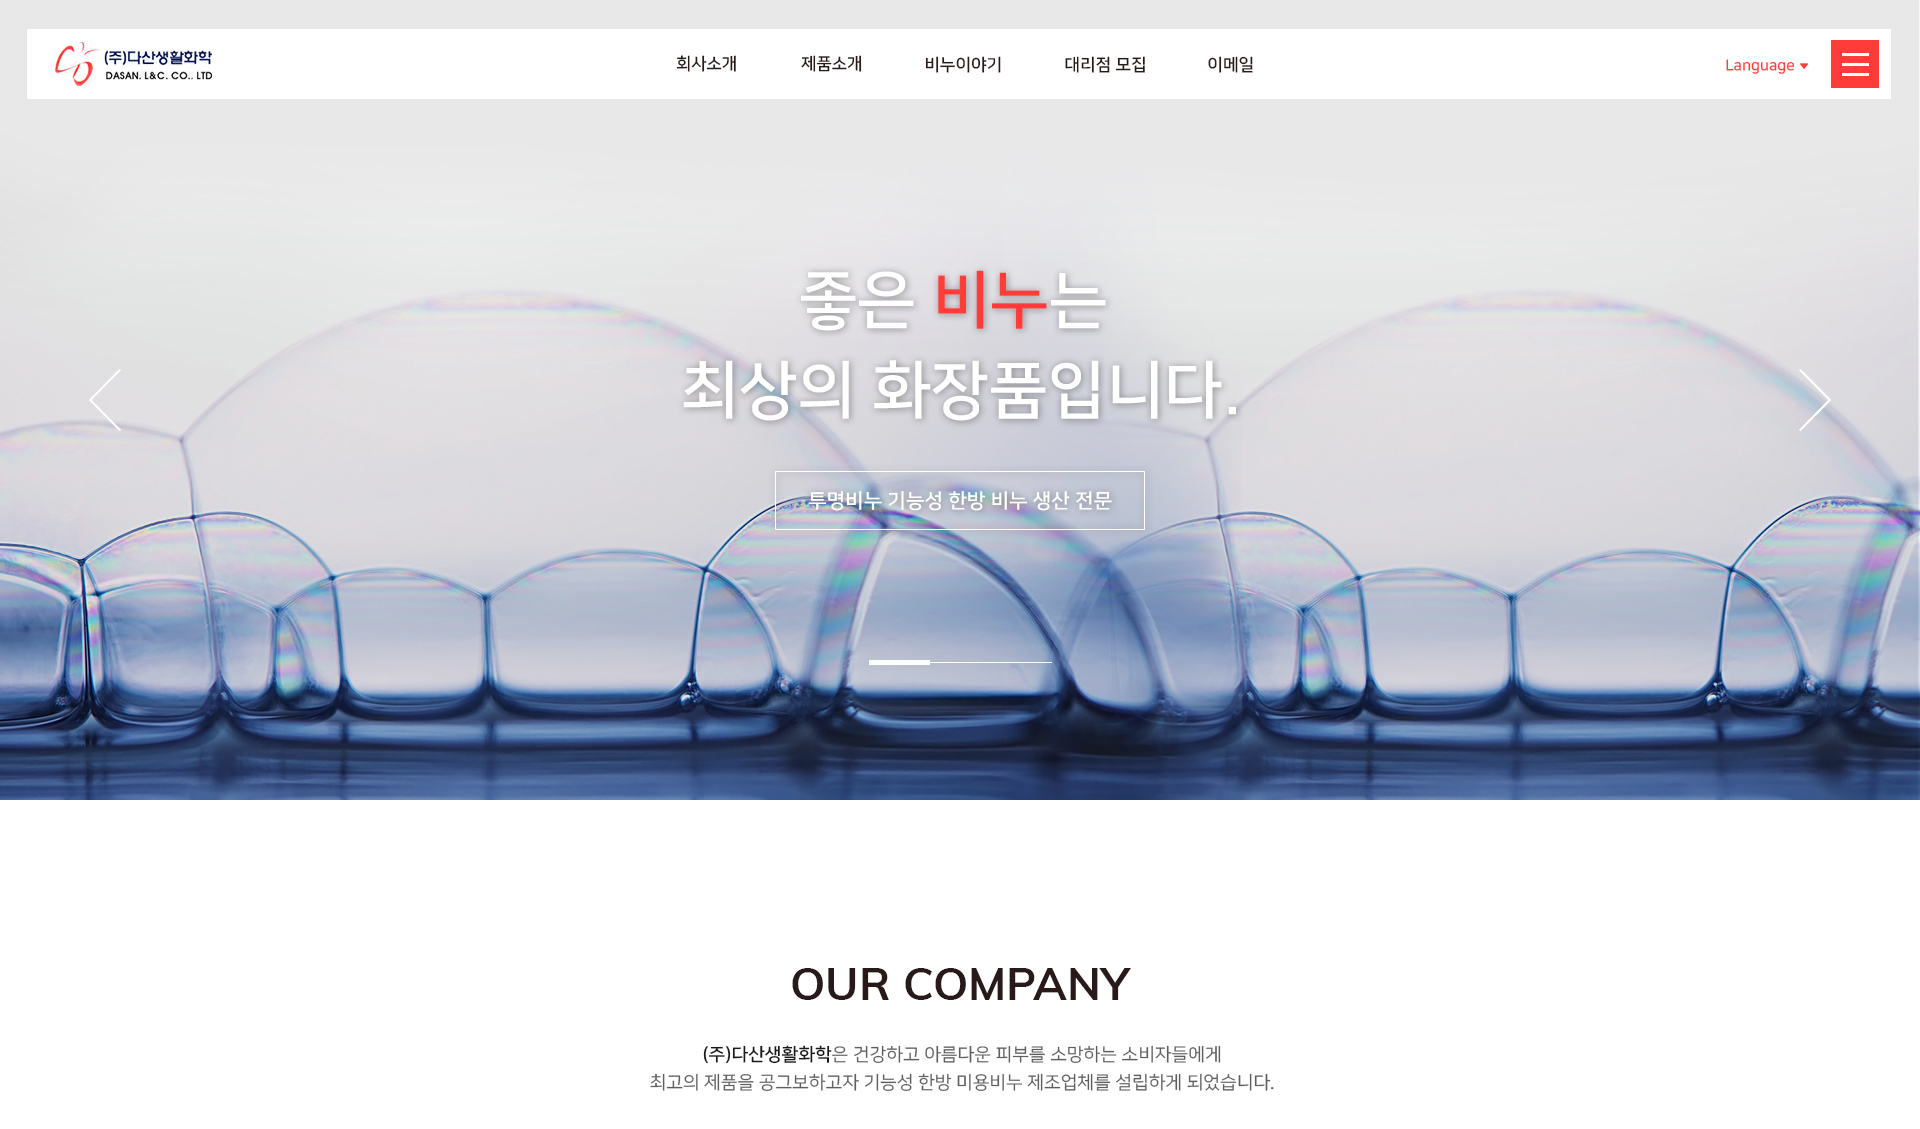 (주)다산생활화학
DASAN. L&C. CO.. LTD
회사소개
제품소개
비누이야기
대리점 모집
이메일
Language
좋은 비누는
최상의 화장품입니다.
투명비누 기능성 한방 비누 생산 전문
OUR COMPANY
(주)다산생활화학은 건강하고 아름다운 피부를 소망하는 소비자들에게
최고의 제품을 공그보하고자 기능성 한방 미용비누 제조업체를 설립하게 되었습니다.